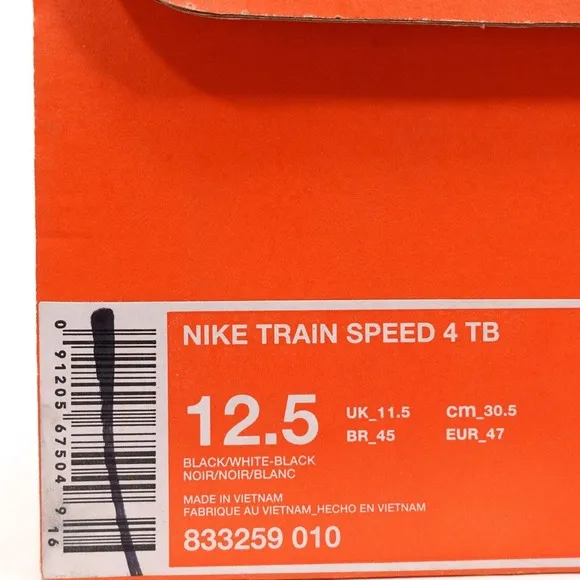 NIKE TRAIN SPEED 4 TB
12.5 UK_11.5 cm_30.5
BR_45 EUR_47
BLACK/WHITE-BLACK
NOIR/NOIR/BLANC
MADE IN VIETNAM
FABRIQUE AU VIETNAM_HECHO EN VIETNAM
833259 010
0 91205 67504 9 16